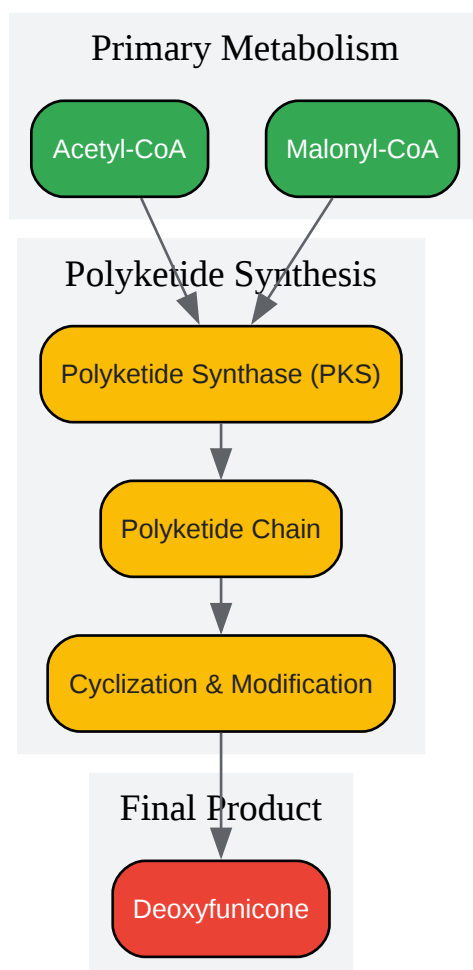 Primary Metabolism
Acetyl-CoA
Malonyl-CoA
Polyketide Synthesis
Polyketide Synthase (PKS)
Polyketide Chain
Cyclization & Modification
Final Product
Deoxyfunicone